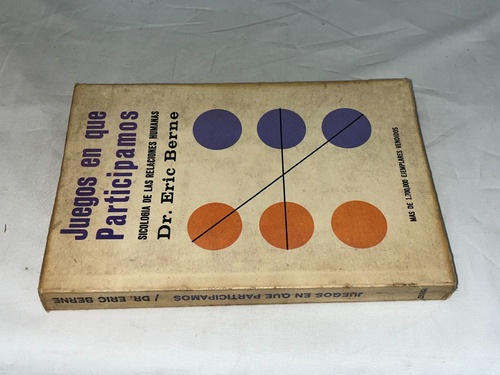 Juegos en que
Participamos
SICOLOGIA DE LAS RELACIONES HUMANAS
Dr. Eric Berne
MAS DE 1.700,000 EJEMPLARES VENDIDOS
JUEGOS EN QUE PARTICIPAMOS / DR. ERIC BERNE